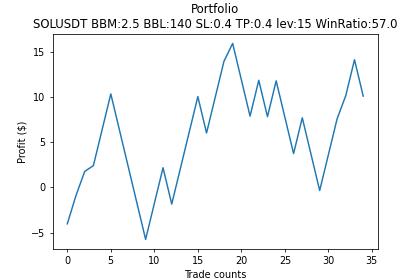 Portfolio
SOLUSDT BBM:2.5 BBL:140 SL:0.4 TP:0.4 lev:15 WinRatio:57.0
Profit ($)
15
10
5
0
−5
0 5 10 15 20 25 30 35
Trade counts